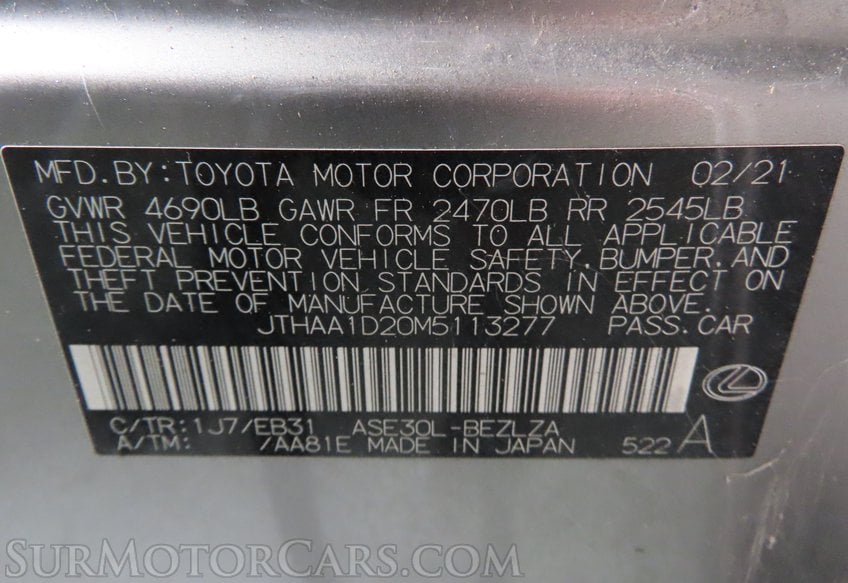 MFD.BY:TOYOTA MOTOR CORPORATION 02/21
GVWR 4690LB GAWR FR 2470LB RR 2545LB
THIS VEHICLE CONFORMS TO ALL APPLICABLE
FEDERAL MOTOR VEHICLE SAFETY,BUMPER,AND
THEFT PREVENTION STANDARDS IN EFFECT ON
THE DATE OF MANUFACTURE SHOWN ABOVE.
JTHAA1D20M5113277 PASS.CAR
C/TR:1J7/EB31 ASE30L-BEZLZA
A/TM: /AA81E MADE IN JAPAN 522 A
SURMOTORCARS.COM